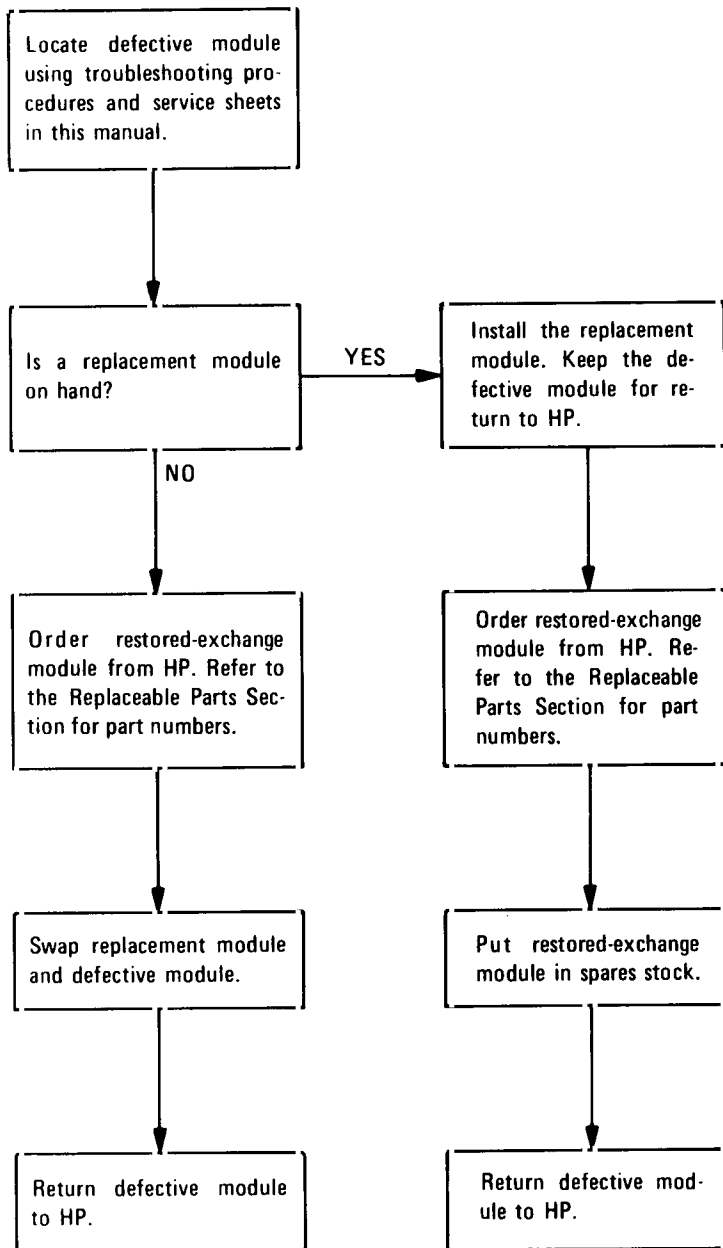 Locate defective module
using troubleshooting pro-
cedures and service sheets
in this manual.
Is a replacement module
on hand?
YES
Install the replacement
module. Keep the de-
fective module for re-
turn to HP.
NO
Order restored-exchange
module from HP. Refer to
the Replaceable Parts Sec-
tion for part numbers.
Order restored-exchange
module from HP. Re-
fer to the Replaceable
Parts Section for part
numbers.
Swap replacement module
and defective module.
Put restored-exchange
module in spares stock.
Return defective module
to HP.
Return defective mod-
ule to HP.